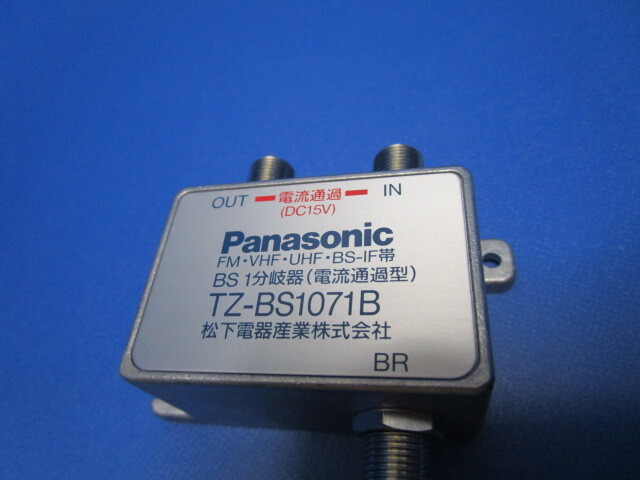 OUT 電流通過 IN
(DC15V)
Panasonic
FM・VHF・UHF・BS-IF帯
BS 1分岐器(電流通過型)
TZ-BS1071B
松下電器産業株式会社
BR